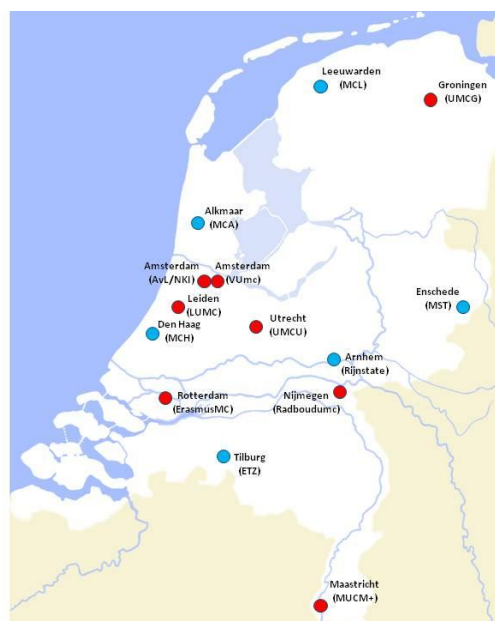 Leeuwarden
(MCL)
Groningen
(UMCG)
Alkmaar
(MCA)
Amsterdam
(AvL/NKI)
Amsterdam
(VUmc)
Leiden
(LUMC)
Enschede
(MST)
Den Haag
(MCH)
Utrecht
(UMCU)
Arnhem
(Rijnstate)
Rotterdam
(ErasmusMC)
Nijmegen
(Radboudumc)
Tilburg
(ETZ)
Maastricht
(MUCM+)